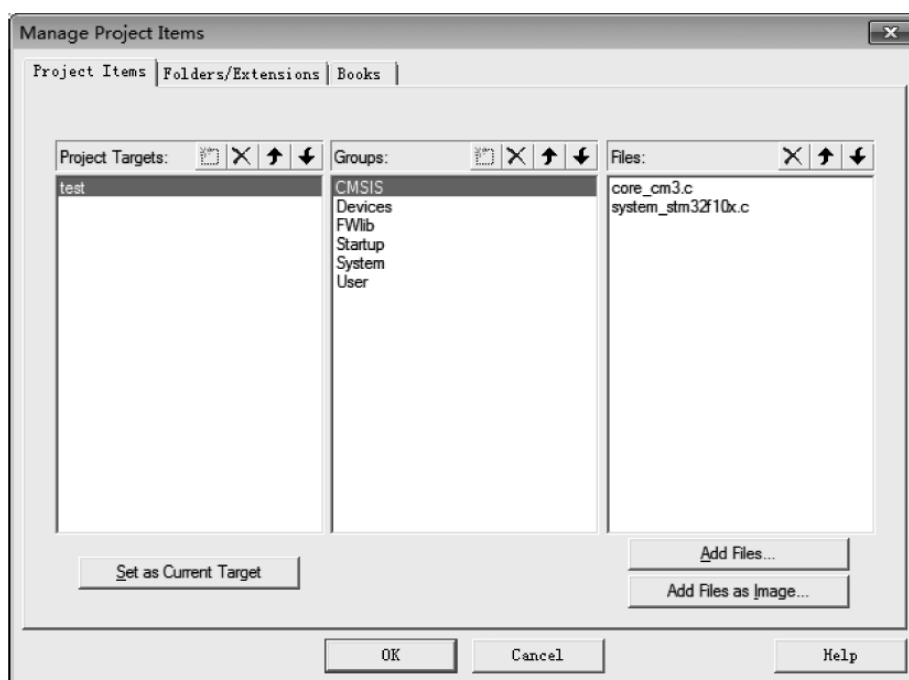 Manage Project Items
Project Items Folders/Extensions Books
Project Targets: Groups: Files:
test CMSIS core_cm3.c
Devices system_stm32f10x.c
FWlib
Startup
System
User
Set as Current Target
Add Files...
Add Files as Image...
OK Cancel Help